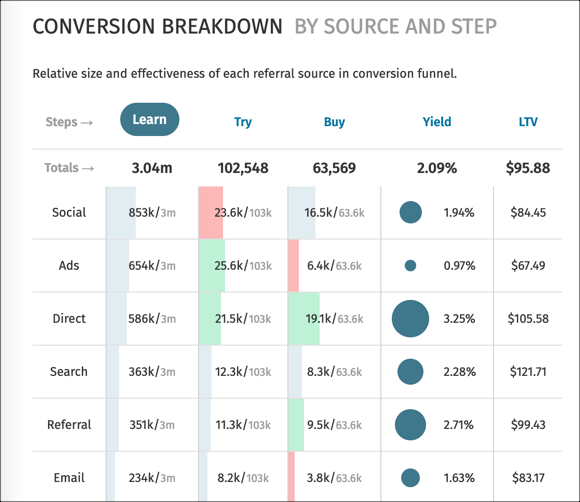 CONVERSION BREAKDOWN BY SOURCE AND STEP
Relative size and effectiveness of each referral source in conversion funnel.
Steps → Learn Try Buy Yield LTV
Totals → 3.04m 102,548 63,569 2.09% $95.88
Social 853k/3m 23.6k/103k 16.5k/63.6k 1.94% $84.45
Ads 654k/3m 25.6k/103k 6.4k/63.6k 0.97% $67.49
Direct 586k/3m 21.5k/103k 19.1k/63.6k 3.25% $105.58
Search 363k/3m 12.3k/103k 8.3k/63.6k 2.28% $121.71
Referral 351k/3m 11.3k/103k 9.5k/63.6k 2.71% $99.43
Email 234k/3m 8.2k/103k 3.8k/63.6k 1.63% $83.17